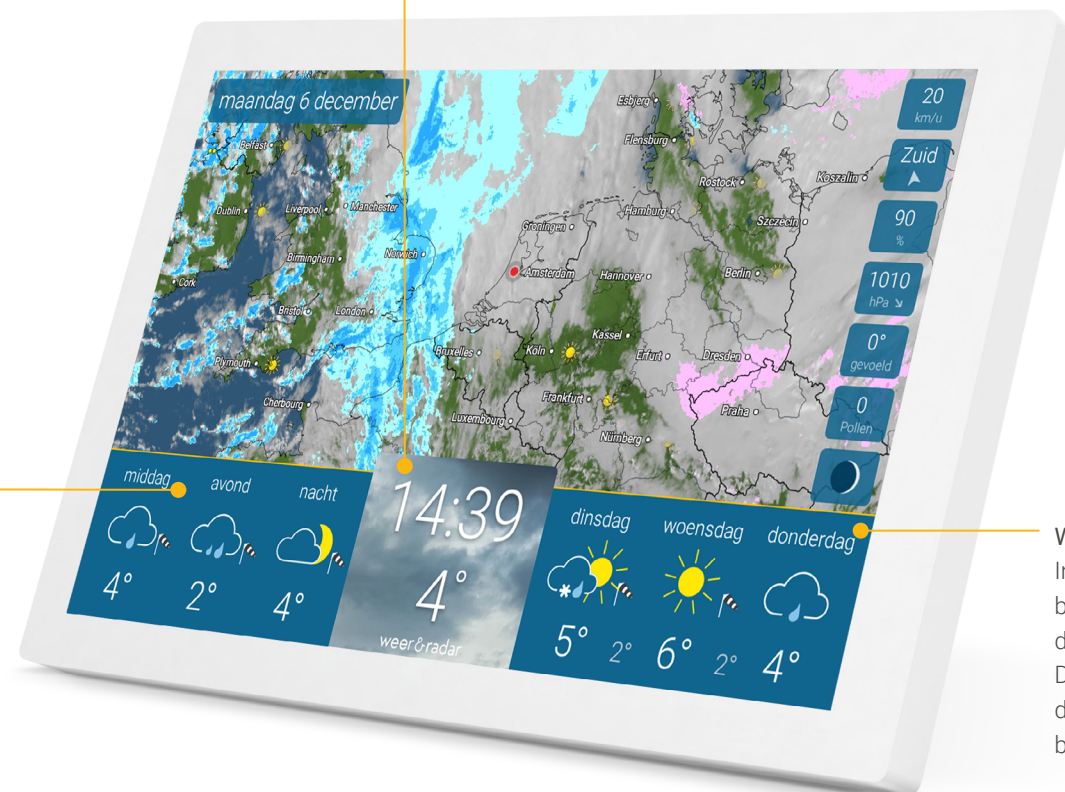 maandag 6 december
20
km/u
Zuid
90
%
1010
hPa
0°
gevoeld
0
Pollen
Esbjerg
Flensburg
Belfast
Rostock
Koszalin
Dublin
Liverpool
Manchester
Hamburg
Szczecin
Groningen
Birmingham
Norwich
Amsterdam
Hannover
Berlin
Cork
Bristol
London
Kassel
Plymouth
Bruxelles
Köln
Erfurt
Dresden
Cherbourg
Frankfurt
Praha
Luxembourg
Nürnberg
middag
avond
nacht
4°
2°
4°
14:39
4°
weer&radar
dinsdag
woensdag
donderdag
5° 2°
6° 2°
4°